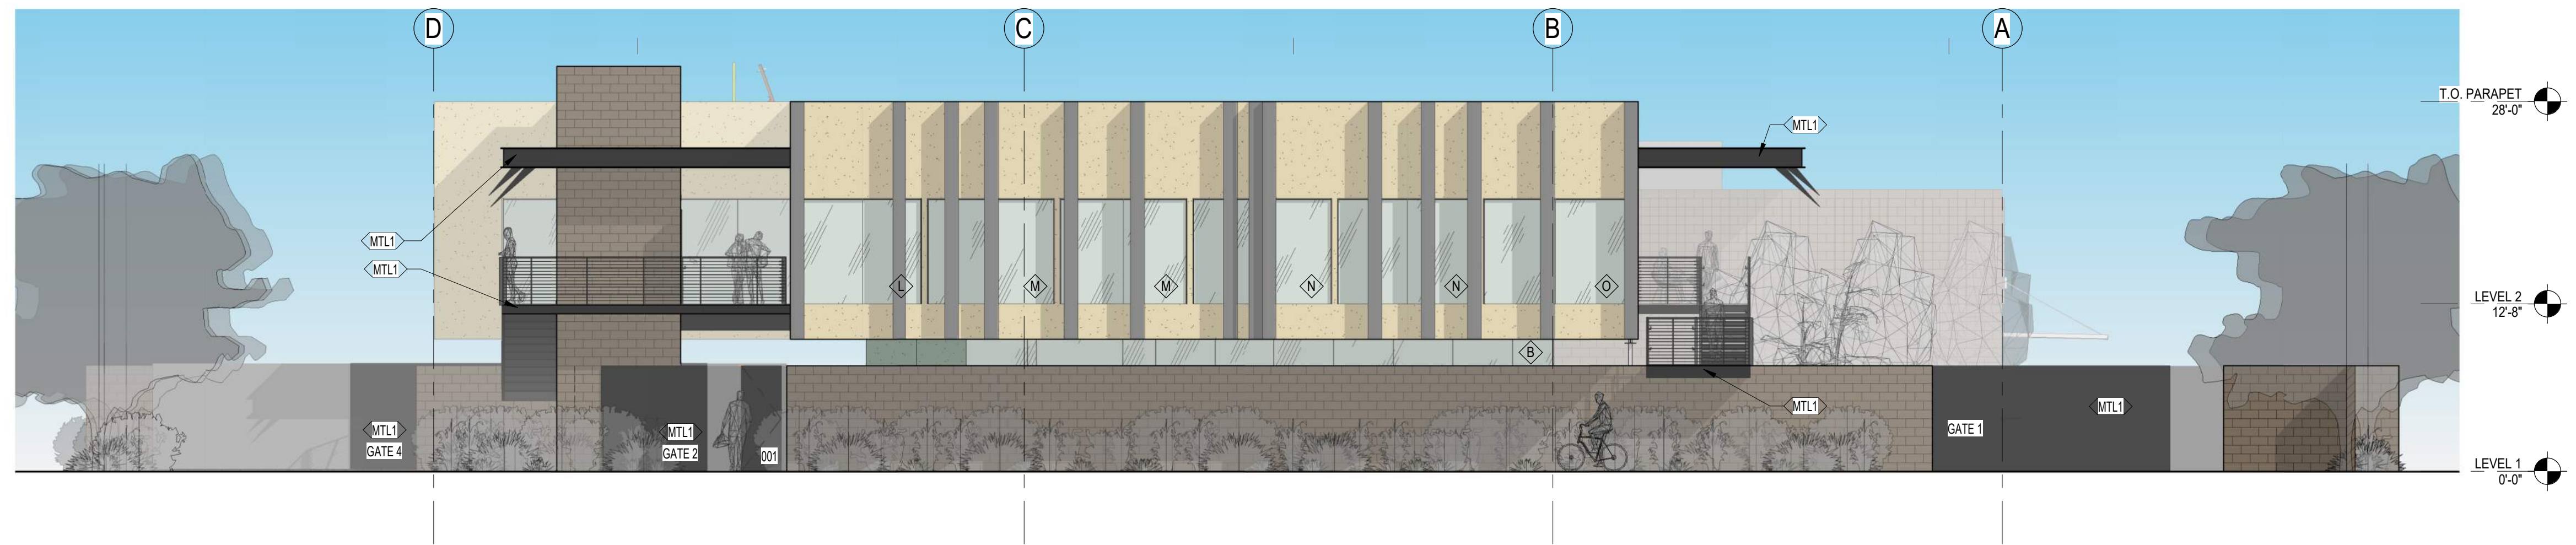 D
C
B
A
T.O. PARAPET
28'-0"
MTL1
MTL1
MTL1
L
M
M
N
N
O
LEVEL 2
12'-8"
B
MTL1
MTL1
MTL1
GATE 4
MTL1
GATE 2
001
GATE 1
LEVEL 1
0'-0"